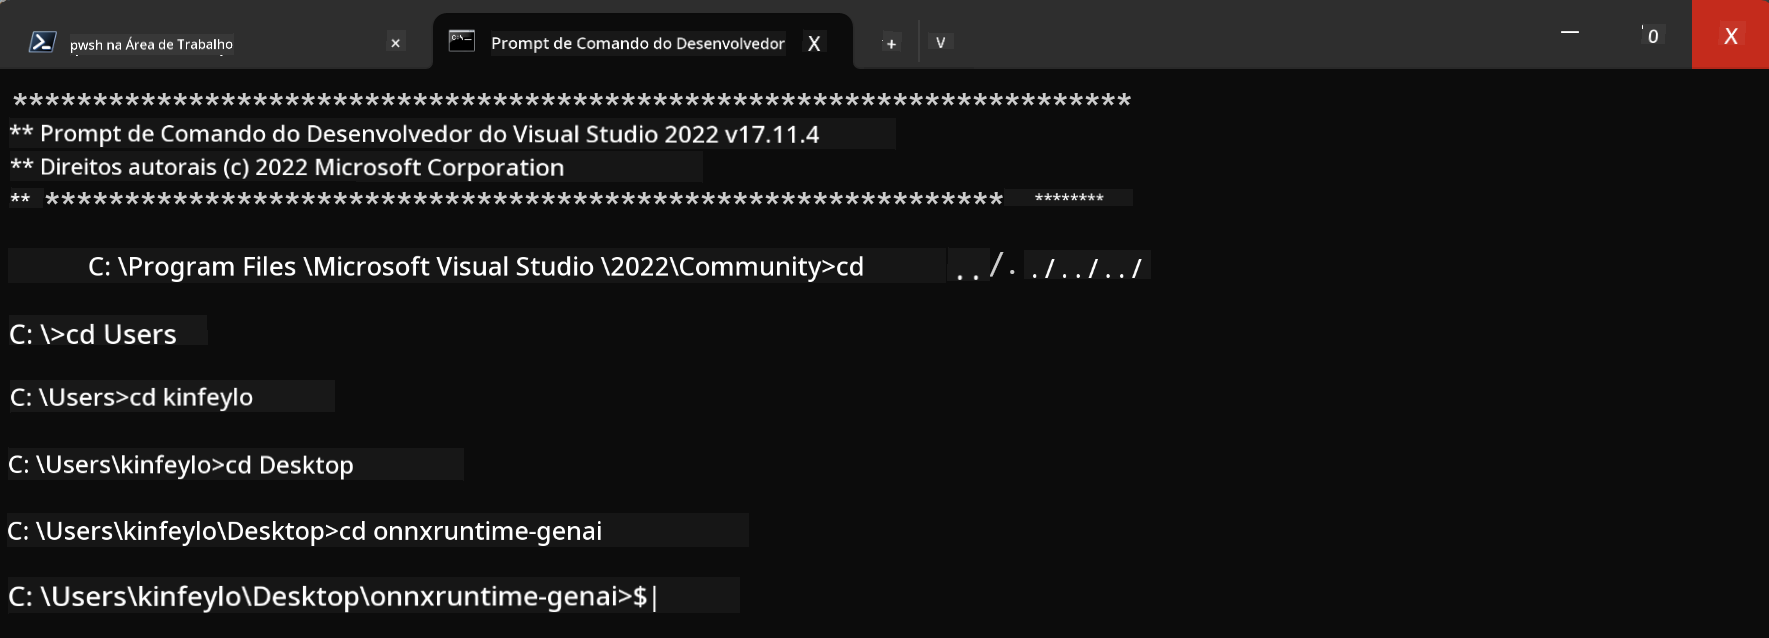 pwsh na Área de Trabalho × Prompt de Comando do Desenvolvedor X + V — 0 X
**********************************************************************
** Prompt de Comando do Desenvolvedor do Visual Studio 2022 v17.11.4
** Direitos autorais (c) 2022 Microsoft Corporation
** ************************************************************ ********
C: \Program Files \Microsoft Visual Studio \2022\Community>cd ../. ./../../
C: \>cd Users
C: \Users>cd kinfeylo
C: \Users\kinfeylo>cd Desktop
C: \Users\kinfeylo\Desktop>cd onnxruntime-genai
C: \Users\kinfeylo\Desktop\onnxruntime-genai>$|